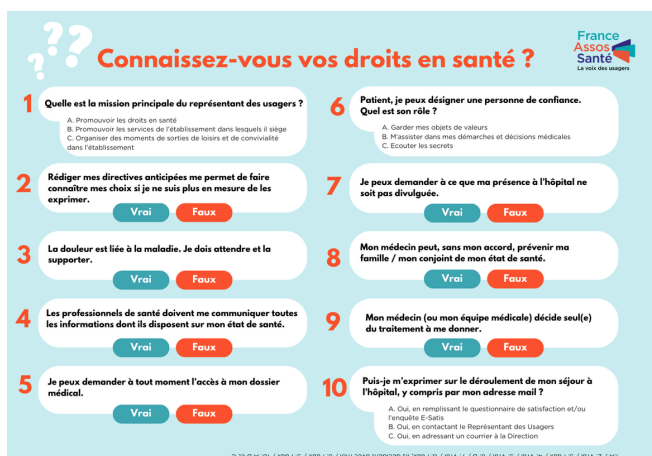 ???
Connaissez-vous vos droits en santé ?
France
Assos
Santé
La voix des usagers
1
Quelle est la mission principale du représentant des usagers ?
A. Promouvoir les droits en santé
B. Promouvoir les services de l'établissement dans lesquels il siège
C. Organiser des moments de sorties de loisirs et de convivialité
dans l'établissement
2
Rédiger mes directives anticipées me permet de faire
connaître mes choix si je ne suis plus en mesure de les
exprimer.
Vrai
Faux
3
La douleur est liée à la maladie. Je dois attendre et la
supporter.
Vrai
Faux
4
Les professionnels de santé doivent me communiquer toutes
les informations dont ils disposent sur mon état de santé.
Vrai
Faux
5
Je peux demander à tout moment l'accès à mon dossier
médical.
Vrai
Faux
6
Patient, je peux désigner une personne de confiance.
Quel est son rôle ?
A. Garder mes objets de valeurs
B. M'assister dans mes démarches et décisions médicales
C. Ecouter les secrets
7
Je peux demander à ce que ma présence à l'hôpital ne
soit pas divulguée.
Vrai
Faux
8
Mon médecin peut, sans mon accord, prévenir ma
famille / mon conjoint de mon état de santé.
Vrai
Faux
9
Mon médecin (ou mon équipe médicale) décide seul(e)
du traitement à me donner.
Vrai
Faux
10
Puis-je m'exprimer sur le déroulement de mon séjour à
l'hôpital, y compris par mon adresse mail ?
A. Oui, en remplissant le questionnaire de satisfaction et/ou
l'enquête E-Satis
B. Oui, en contactant le Représentant des Usagers
C. Oui, en adressant un courrier à la Direction